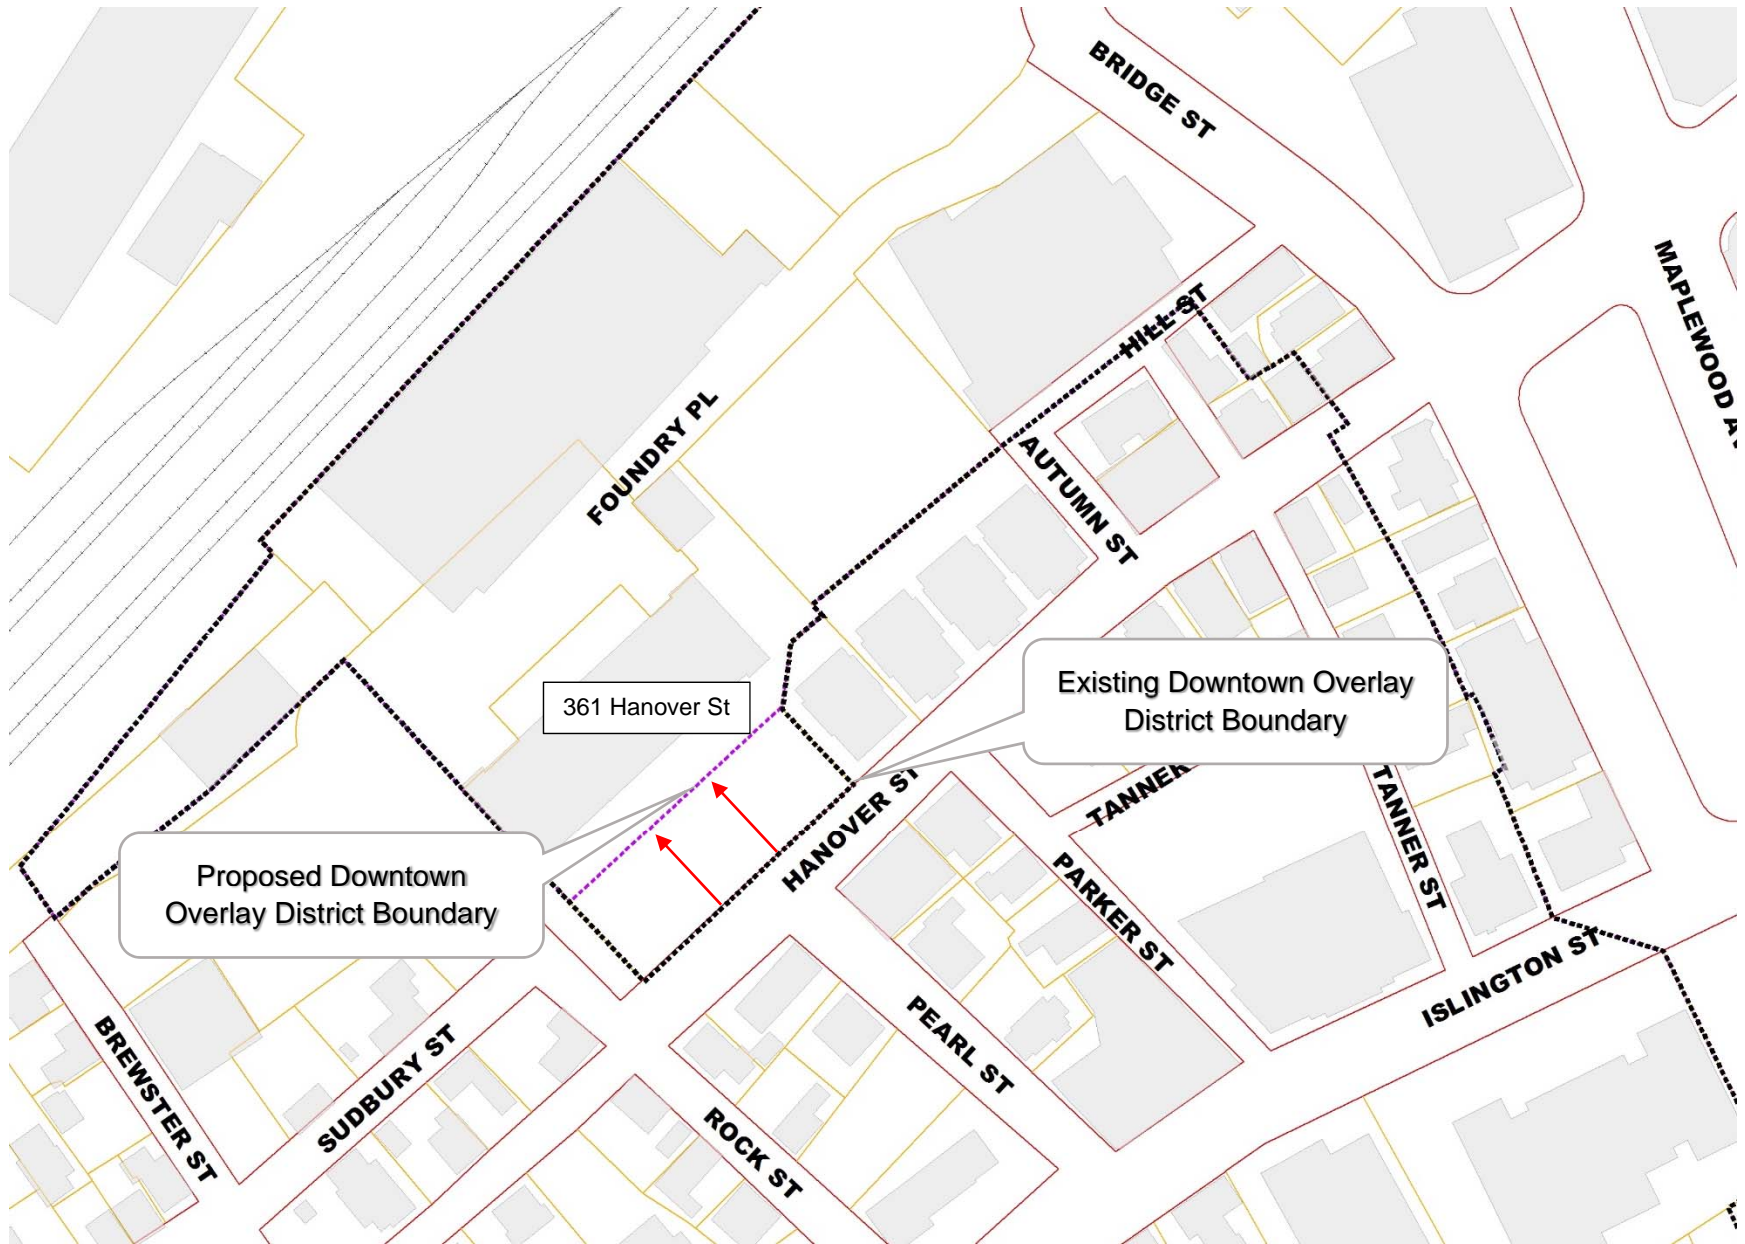 BRIDGE ST
MAPLEWOOD AV
HILL ST
FOUNDRY PL
AUTUMN ST
361 Hanover St
Existing Downtown Overlay
District Boundary
HANOVER ST
TANNER
TANNER ST
Proposed Downtown
Overlay District Boundary
PARKER ST
ISLINGTON ST
PEARL ST
BREWSTER ST
SUDBURY ST
ROCK ST